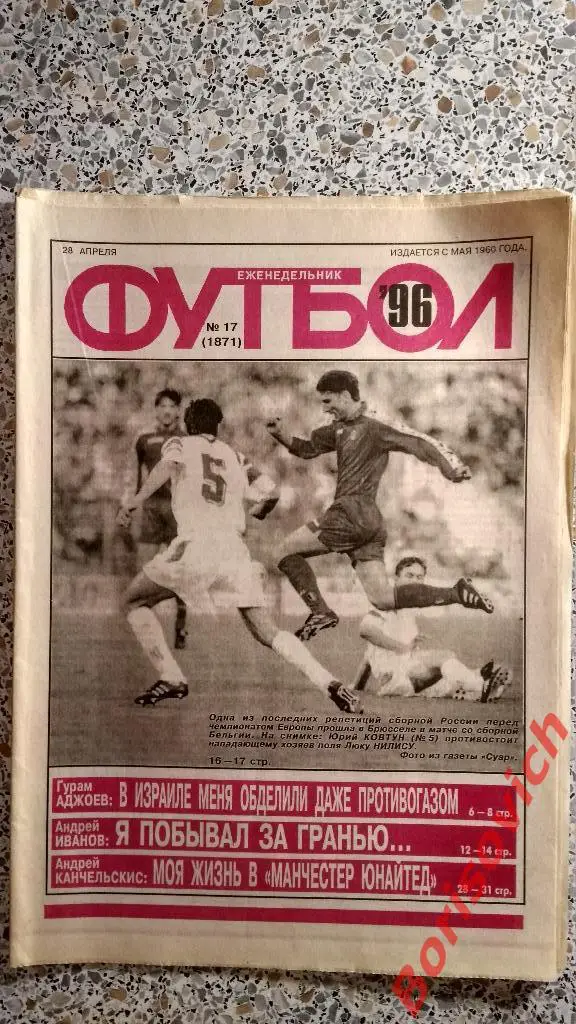 28 АПРЕЛЯ
ИЗДАЕТСЯ С МАЯ 1960 ГОДА.
ЕЖЕНЕДЕЛЬНИК
ФУТБОЛ
'96
№ 17
(1871)
5
Одна из последних репетиций сборной России перед
чемпионатом Европы прошла в Брюсселе в матче со сборной
Бельгии. На снимке: Юрий КОВТУН (№ 5) противостоит
нападающему хозяев поля Люку НИЛИСУ.
16 — 17 стр.
Фото из газеты «Суар».
Гурам
АДЖОЕВ: В ИЗРАИЛЕ МЕНЯ ОБДЕЛИЛИ ДАЖЕ ПРОТИВОГАЗОМ
6 — 8 стр.
Андрей
ИВАНОВ: Я ПОБЫВАЛ ЗА ГРАНЬЮ...
12 —14 стр.
Андрей
КАНЧЕЛЬСКИС: МОЯ ЖИЗНЬ В «МАНЧЕСТЕР ЮНАЙТЕД»
28 — 31 стр.
Borisovich